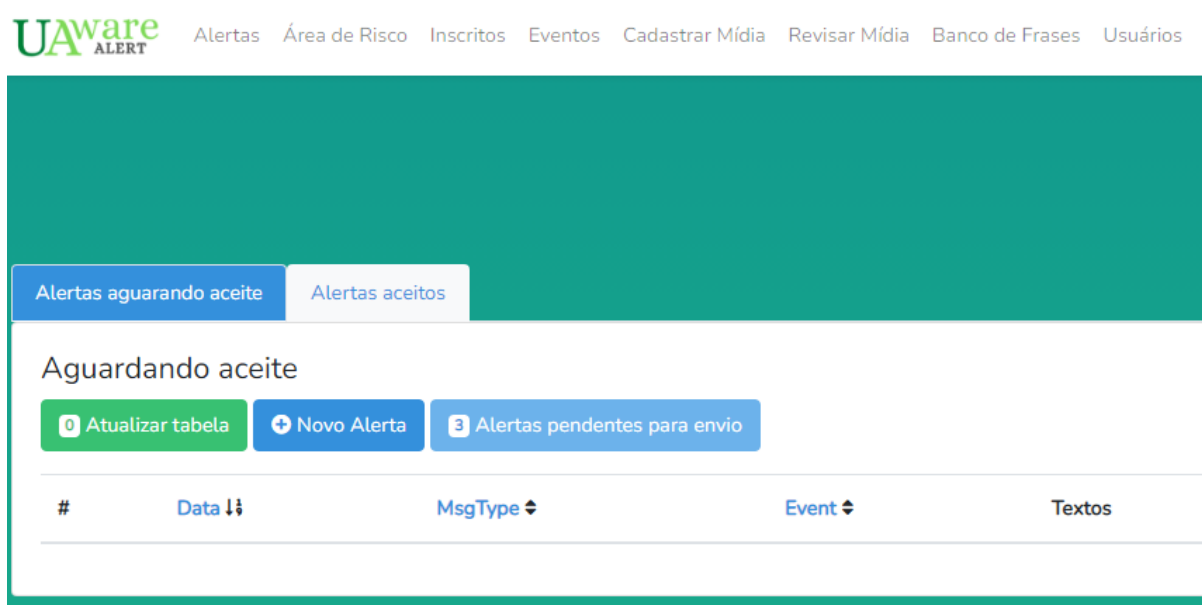 UAware ALERT Alertas Área de Risco Inscritos Eventos Cadastrar Mídia Revisar Mídia Banco de Frases Usuários
Alertas aguarando aceite Alertas aceitos
Aguardando aceite
0 Atualizar tabela Novo Alerta 3 Alertas pendentes para envio
# Data MsgType Event Textos